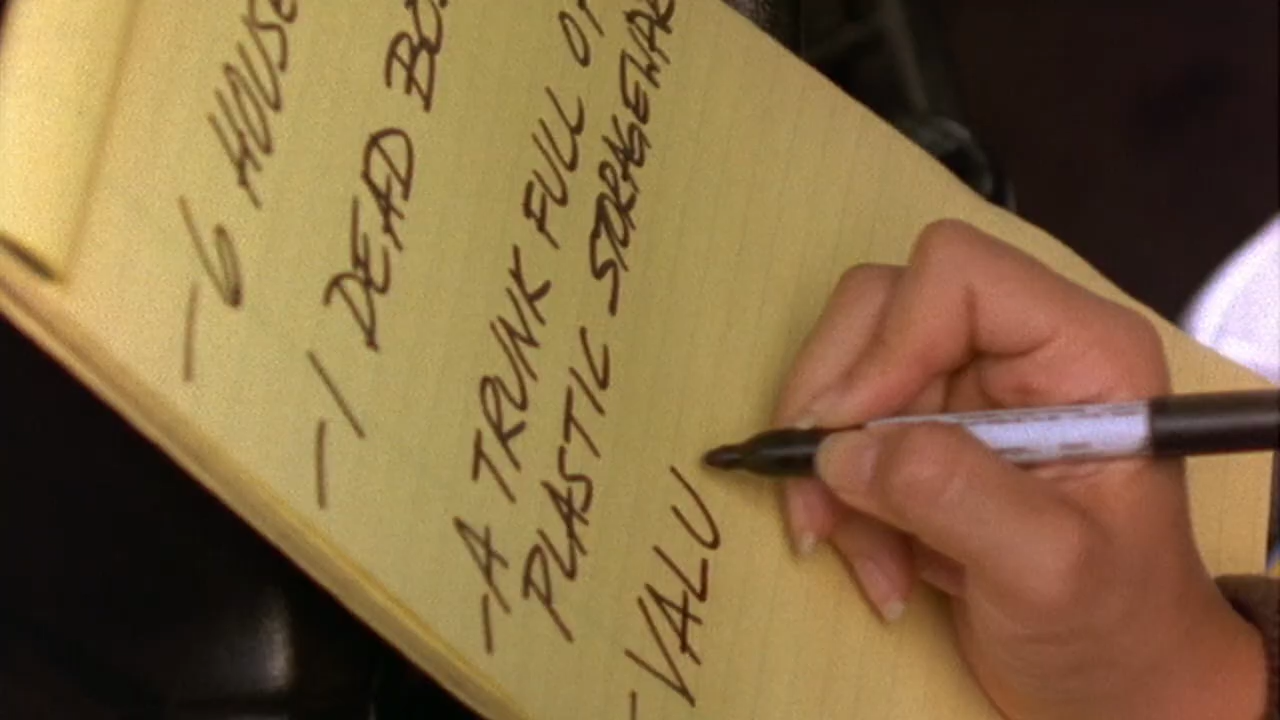 - 6 HOUSE
- 1 DEAD BO
- A TRUNK FULL OF
PLASTIC STORAGEWAR
- VALU